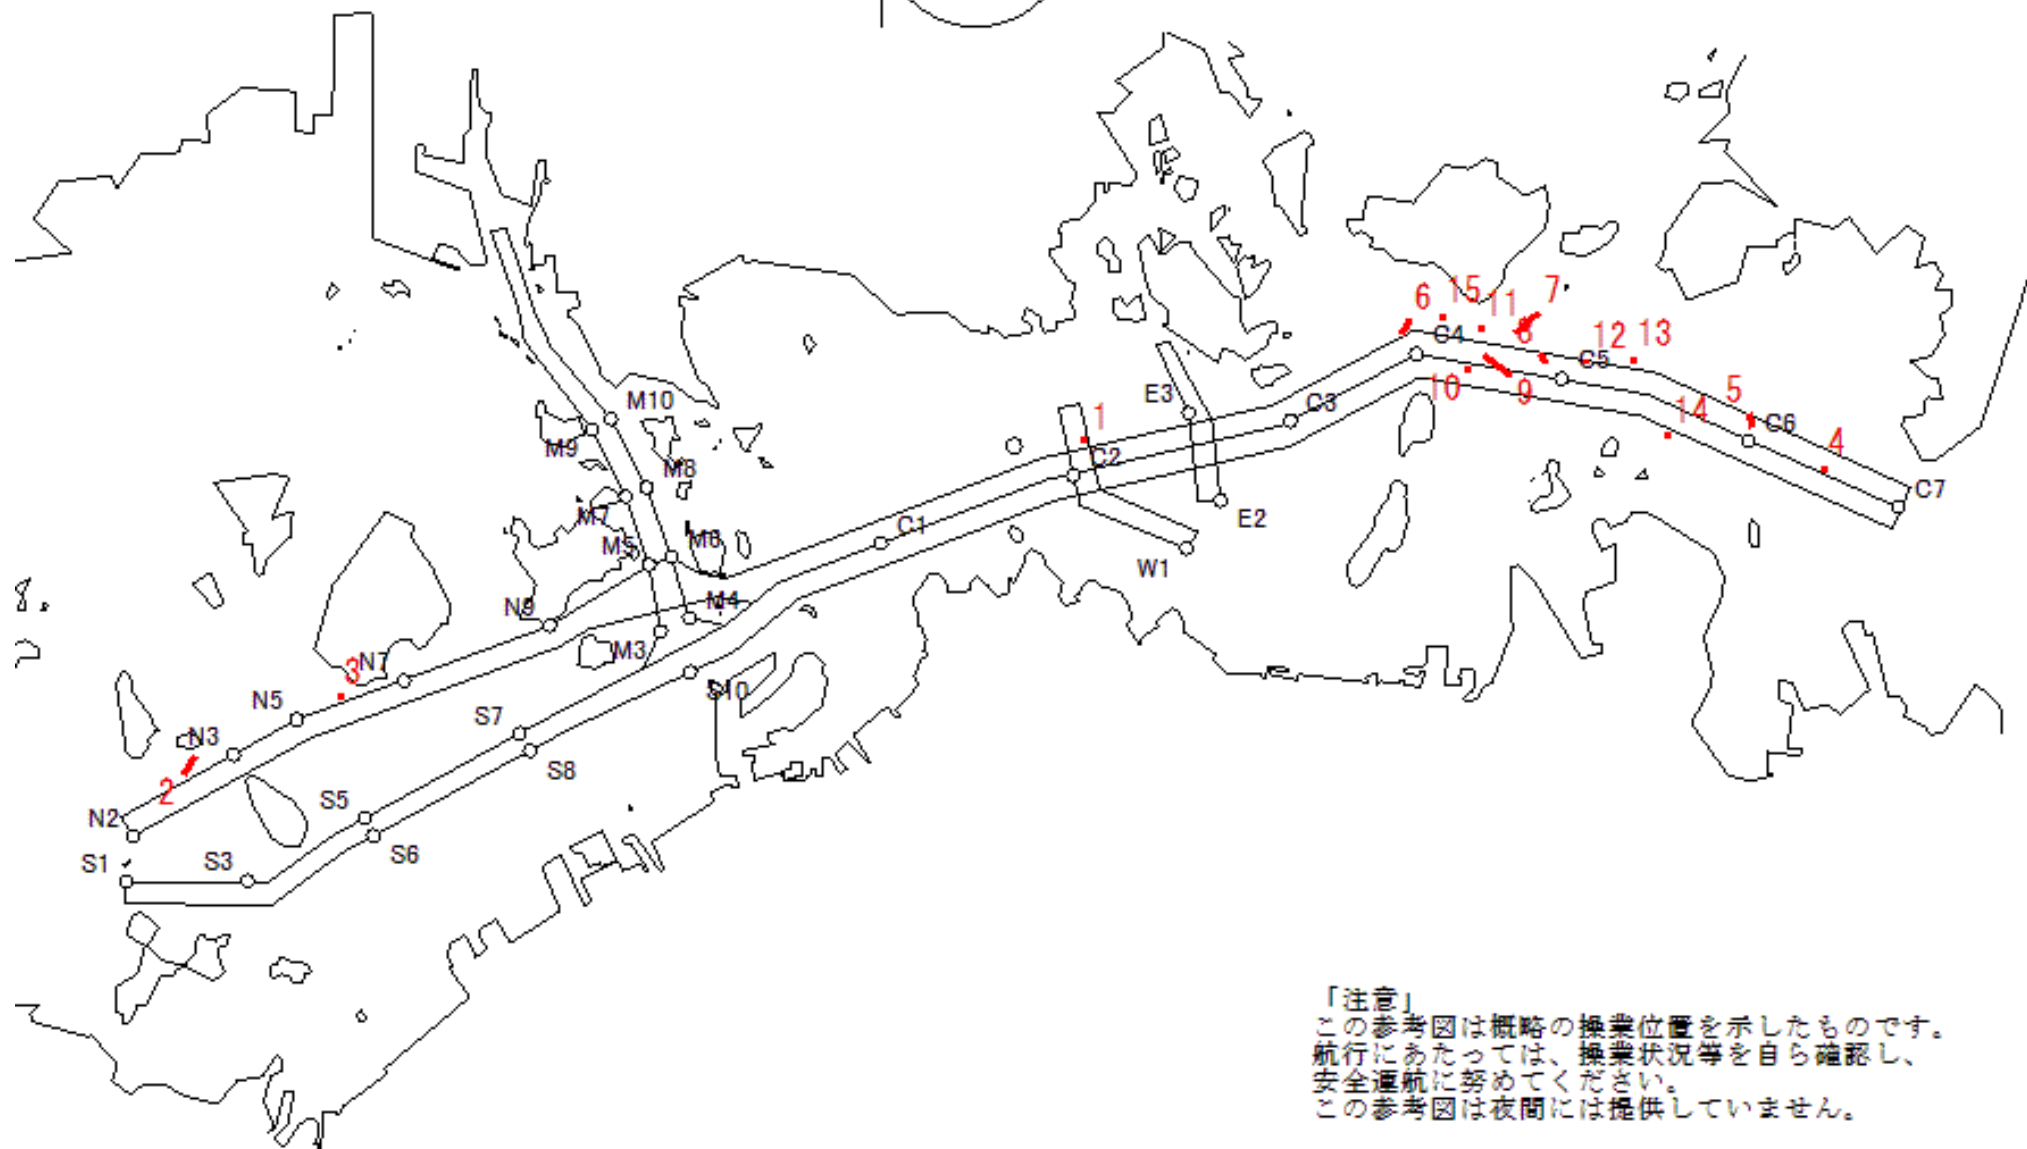 6
15
11
7
C4
8
12
13
C5
10
9
5
14
C6
4
C7
E3
C3
1
C2
E2
W1
C1
M10
M9
M8
M7
M6
M5
M4
M3
N9
N7
3
N5
N3
2
N2
S10
S7
S8
S5
S6
S3
S1
「注意」
この参考図は概略の操業位置を示したものです。
航行にあたっては、操業状況等を自ら確認し、
安全運航に努めてください。
この参考図は夜間には提供していません。